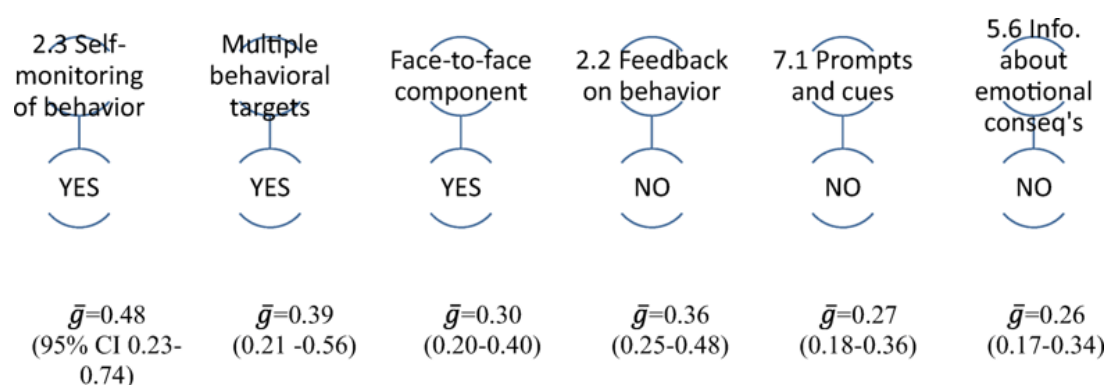 2.3 Self-
monitoring
of behavior
Multiple
behavioral
targets
Face-to-face
component
2.2 Feedback
on behavior
7.1 Prompts
and cues
5.6 Info.
about
emotional
conseq's
YES
YES
YES
NO
NO
NO
ḡ=0.48
(95% CI 0.23-
0.74)
ḡ=0.39
(0.21 -0.56)
ḡ=0.30
(0.20-0.40)
ḡ=0.36
(0.25-0.48)
ḡ=0.27
(0.18-0.36)
ḡ=0.26
(0.17-0.34)